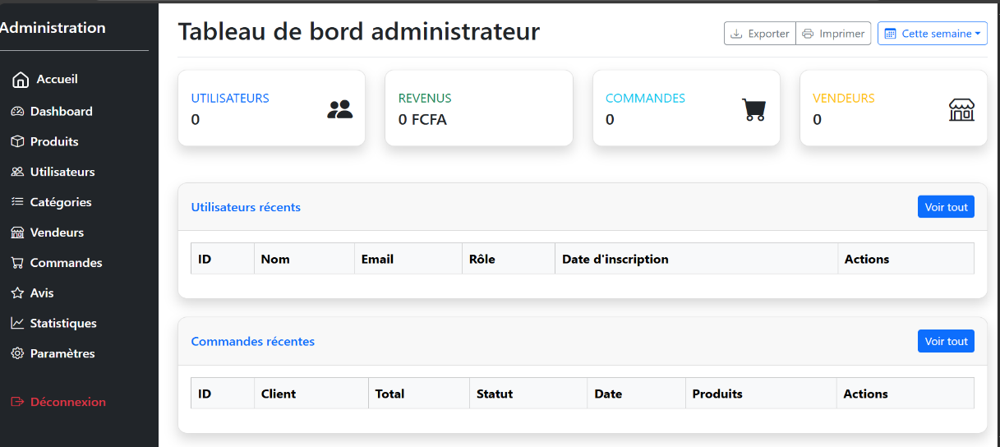 Administration
Accueil
Dashboard
Produits
Utilisateurs
Catégories
Vendeurs
Commandes
Avis
Statistiques
Paramètres
Déconnexion
Tableau de bord administrateur
Exporter Imprimer Cette semaine
UTILISATEURS
0
REVENUS
0 FCFA
COMMANDES
0
VENDEURS
0
Utilisateurs récents Voir tout
ID Nom Email Rôle Date d'inscription Actions
Commandes récentes Voir tout
ID Client Total Statut Date Produits Actions